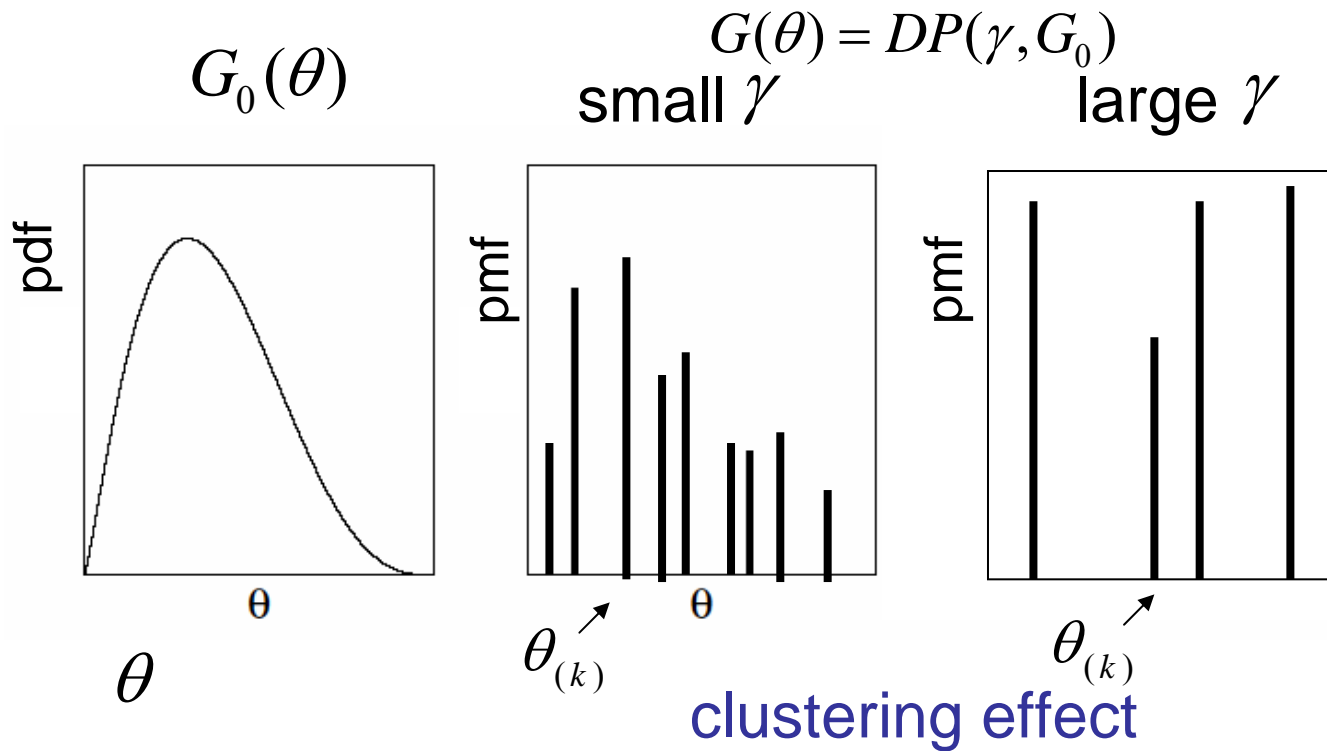 G(θ) = DP(γ, G₀)
G₀(θ)
small γ
large γ
pdf
pmf
pmf
θ
θ
θ
θ₍ₖ₎
θ₍ₖ₎
clustering effect